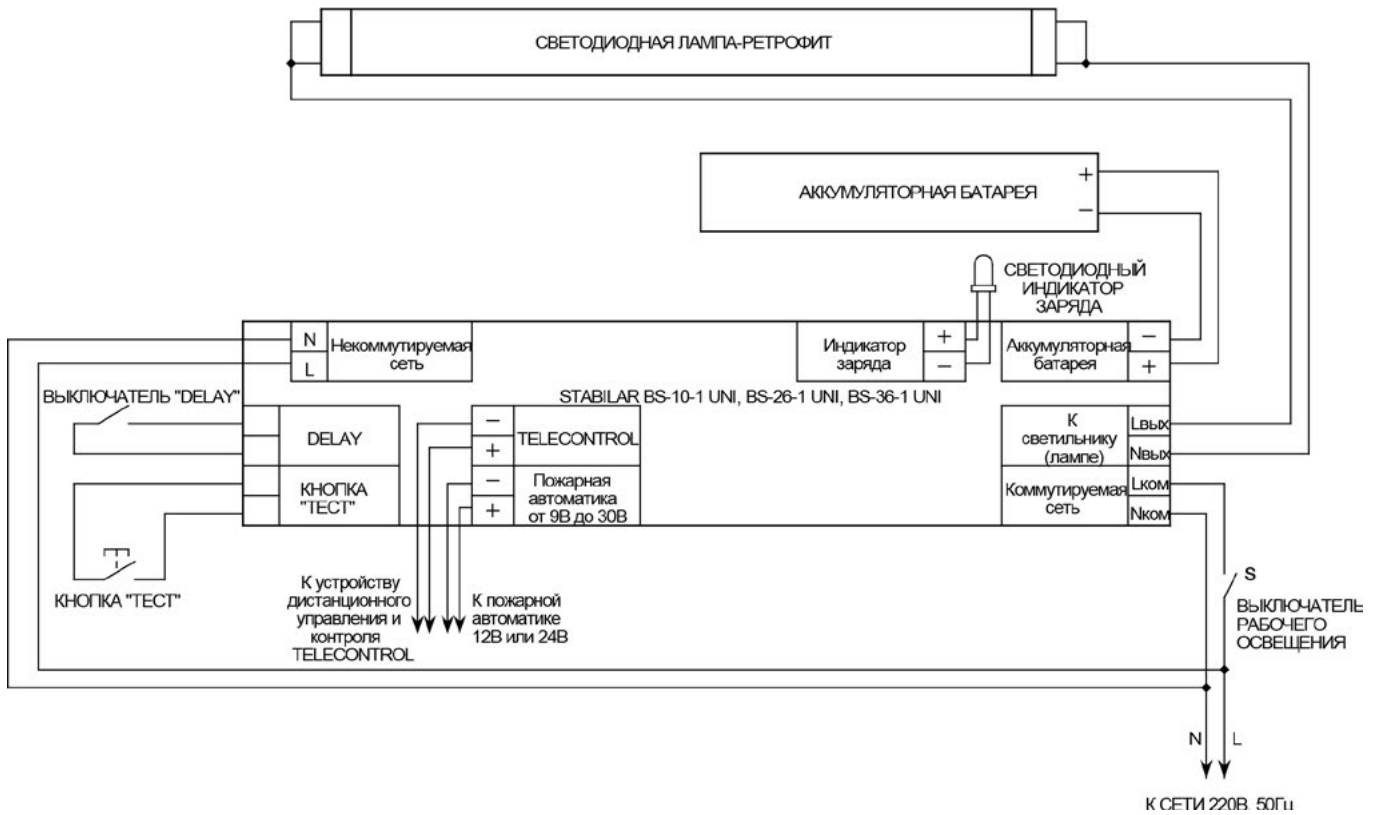 СВЕТОДИОДНАЯ ЛАМПА-РЕТРОФИТ
АККУМУЛЯТОРНАЯ БАТАРЕЯ
+
−
СВЕТОДИОДНЫЙ
ИНДИКАТОР
ЗАРЯДА
N
L
Некоммутируемая
сеть
Индикатор
заряда
+
−
Аккумуляторная
батарея
−
+
STABILAR BS-10-1 UNI, BS-26-1 UNI, BS-36-1 UNI
ВЫКЛЮЧАТЕЛЬ "DELAY"
DELAY
КНОПКА
"ТЕСТ"
−
+
TELECONTROL
−
+
Пожарная
автоматика
от 9В до 30В
К
светильнику
(лампе)
Lвых
Nвых
Коммутируемая
сеть
Lком
Nком
КНОПКА "ТЕСТ"
К устройству
дистанционного
управления и
контроля
TELECONTROL
К пожарной
автоматике
12В или 24В
S
ВЫКЛЮЧАТЕЛЬ
РАБОЧЕГО
ОСВЕЩЕНИЯ
N
L
К СЕТИ 220В, 50Гц